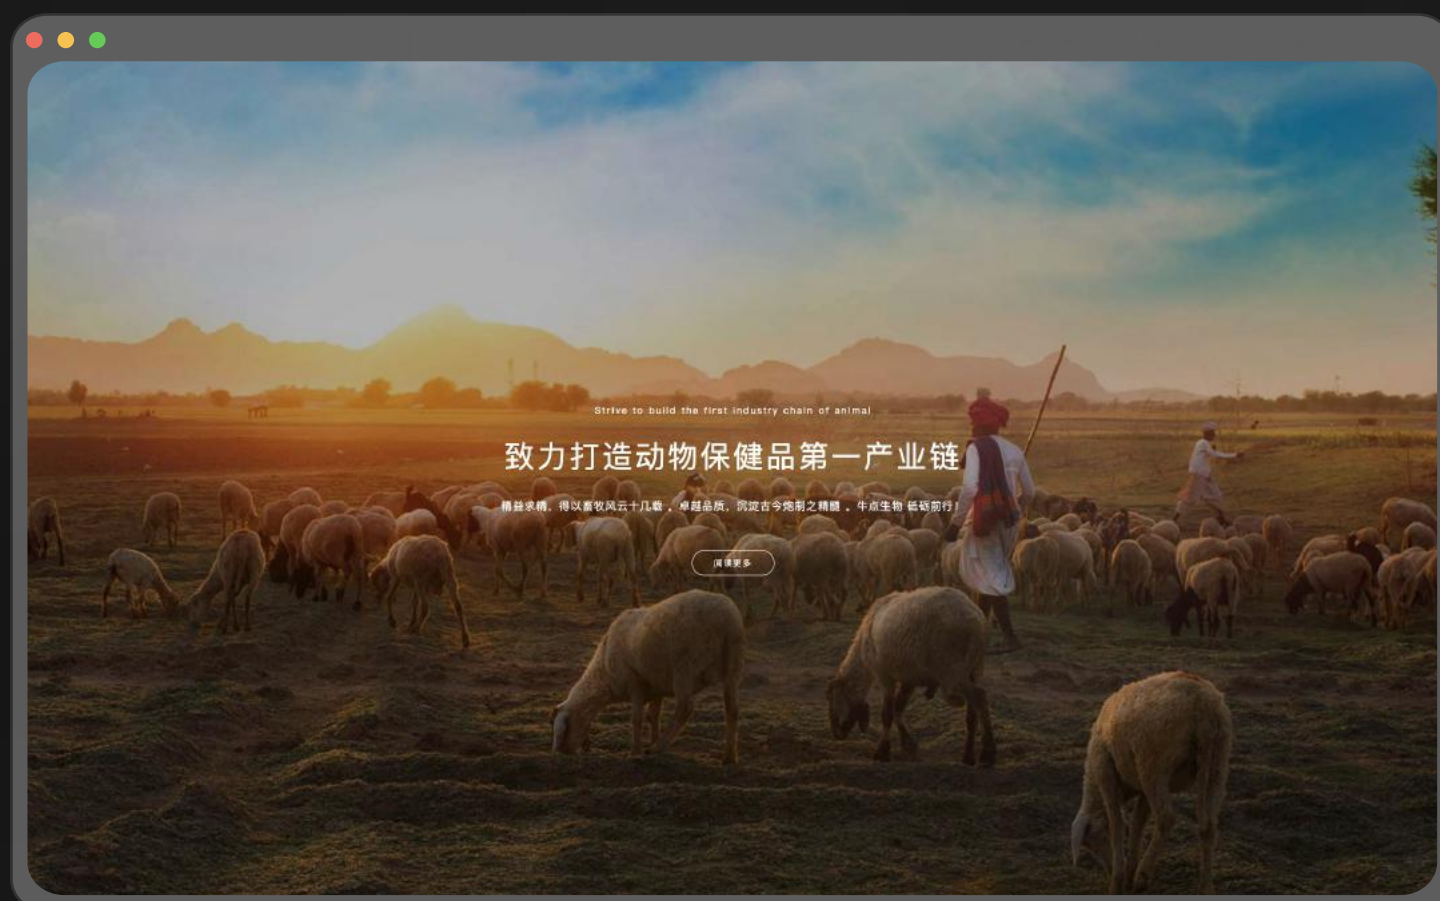 Strive to build the first industry chain of animal
致力打造动物保健品第一产业链
精益求精，得以畜牧风云十几载 。卓越品质，沉淀古今炮制之精髓 。牛点生物 砥砺前行!
阅读更多